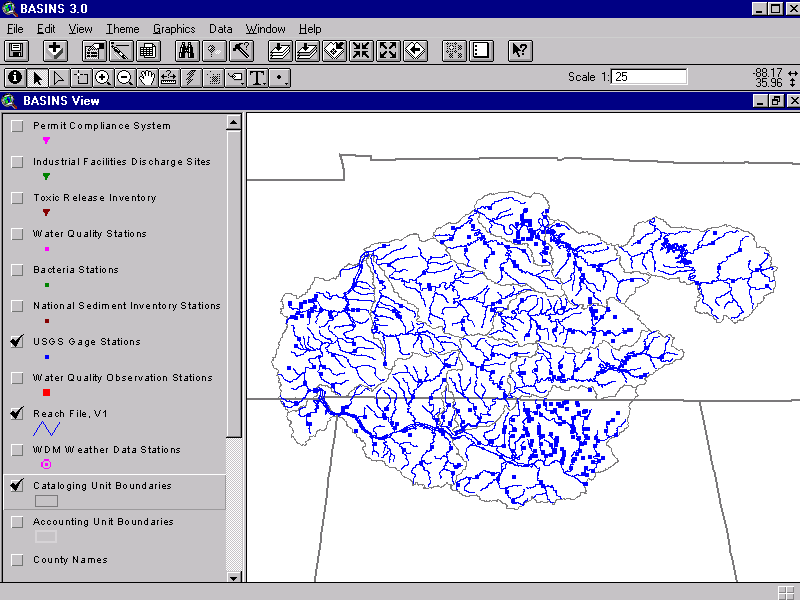 BASINS 3.0
File Edit View Theme Graphics Data Window Help
Scale 1: 25
-88.17
35.96
BASINS View
Permit Compliance System
Industrial Facilities Discharge Sites
Toxic Release Inventory
Water Quality Stations
Bacteria Stations
National Sediment Inventory Stations
USGS Gage Stations
Water Quality Observation Stations
Reach File, V1
WDM Weather Data Stations
Cataloging Unit Boundaries
Accounting Unit Boundaries
County Names